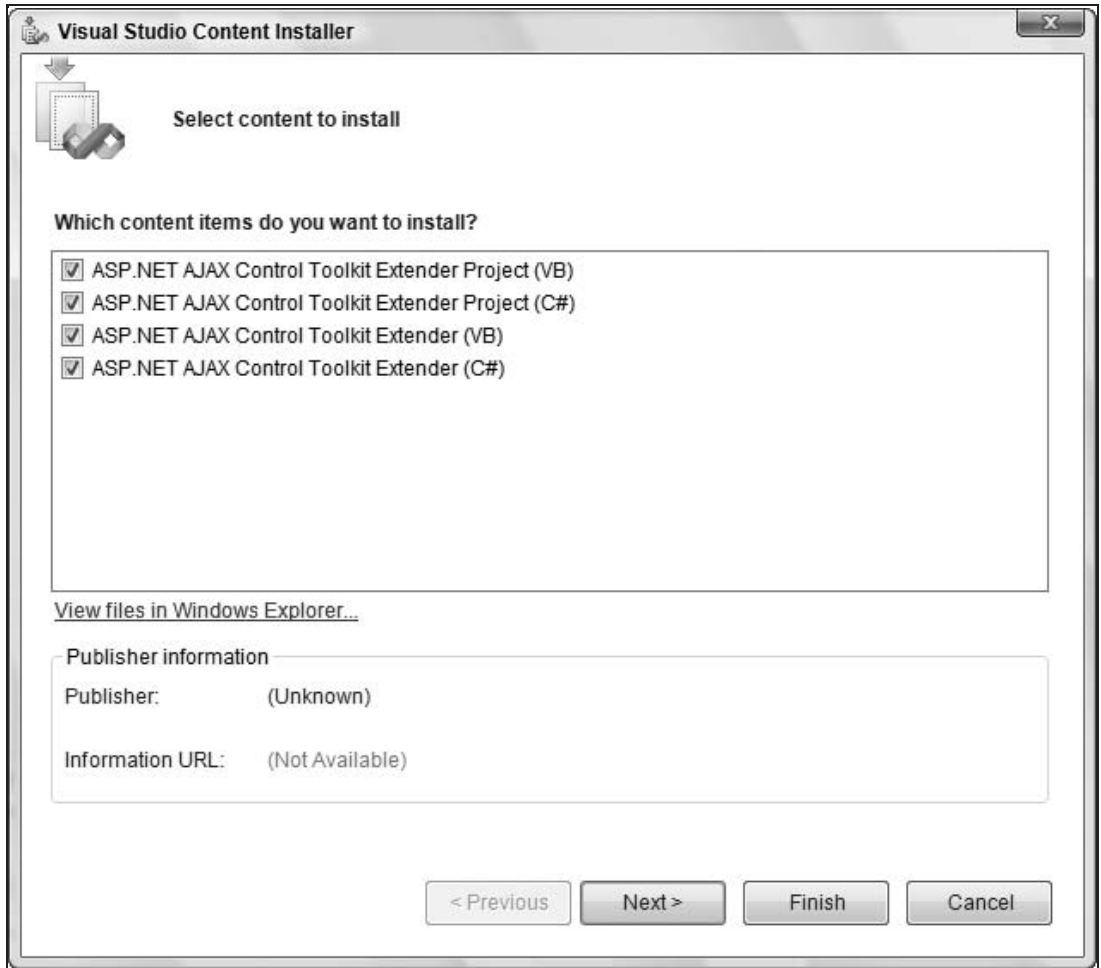 Visual Studio Content Installer
Select content to install
Which content items do you want to install?
ASP.NET AJAX Control Toolkit Extender Project (VB)
ASP.NET AJAX Control Toolkit Extender Project (C#)
ASP.NET AJAX Control Toolkit Extender (VB)
ASP.NET AJAX Control Toolkit Extender (C#)
View files in Windows Explorer...
Publisher information
Publisher: (Unknown)
Information URL: (Not Available)
< Previous Next > Finish Cancel